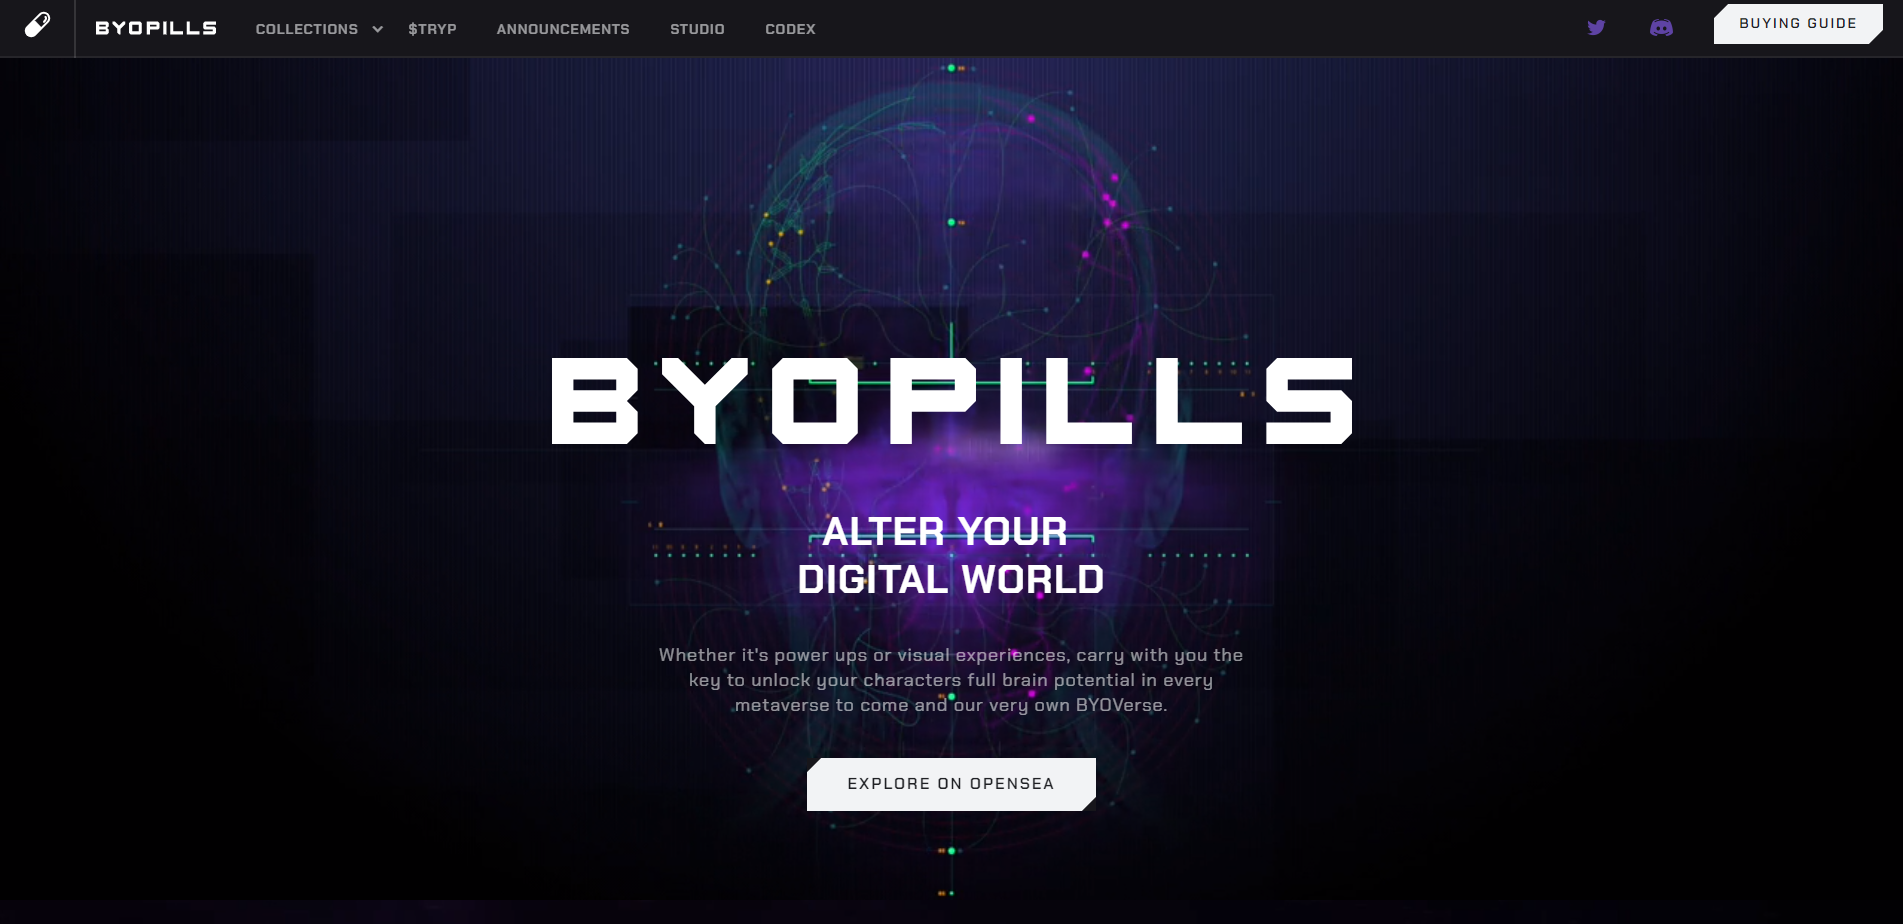 BYOPILLS
COLLECTIONS
$TRYP
ANNOUNCEMENTS
STUDIO
CODEX
BUYING GUIDE
BYOPILLS
ALTER YOUR
DIGITAL WORLD
Whether it's power ups or visual experiences, carry with you the
key to unlock your characters full brain potential in every
metaverse to come and our very own BYOVerse.
EXPLORE ON OPENSEA